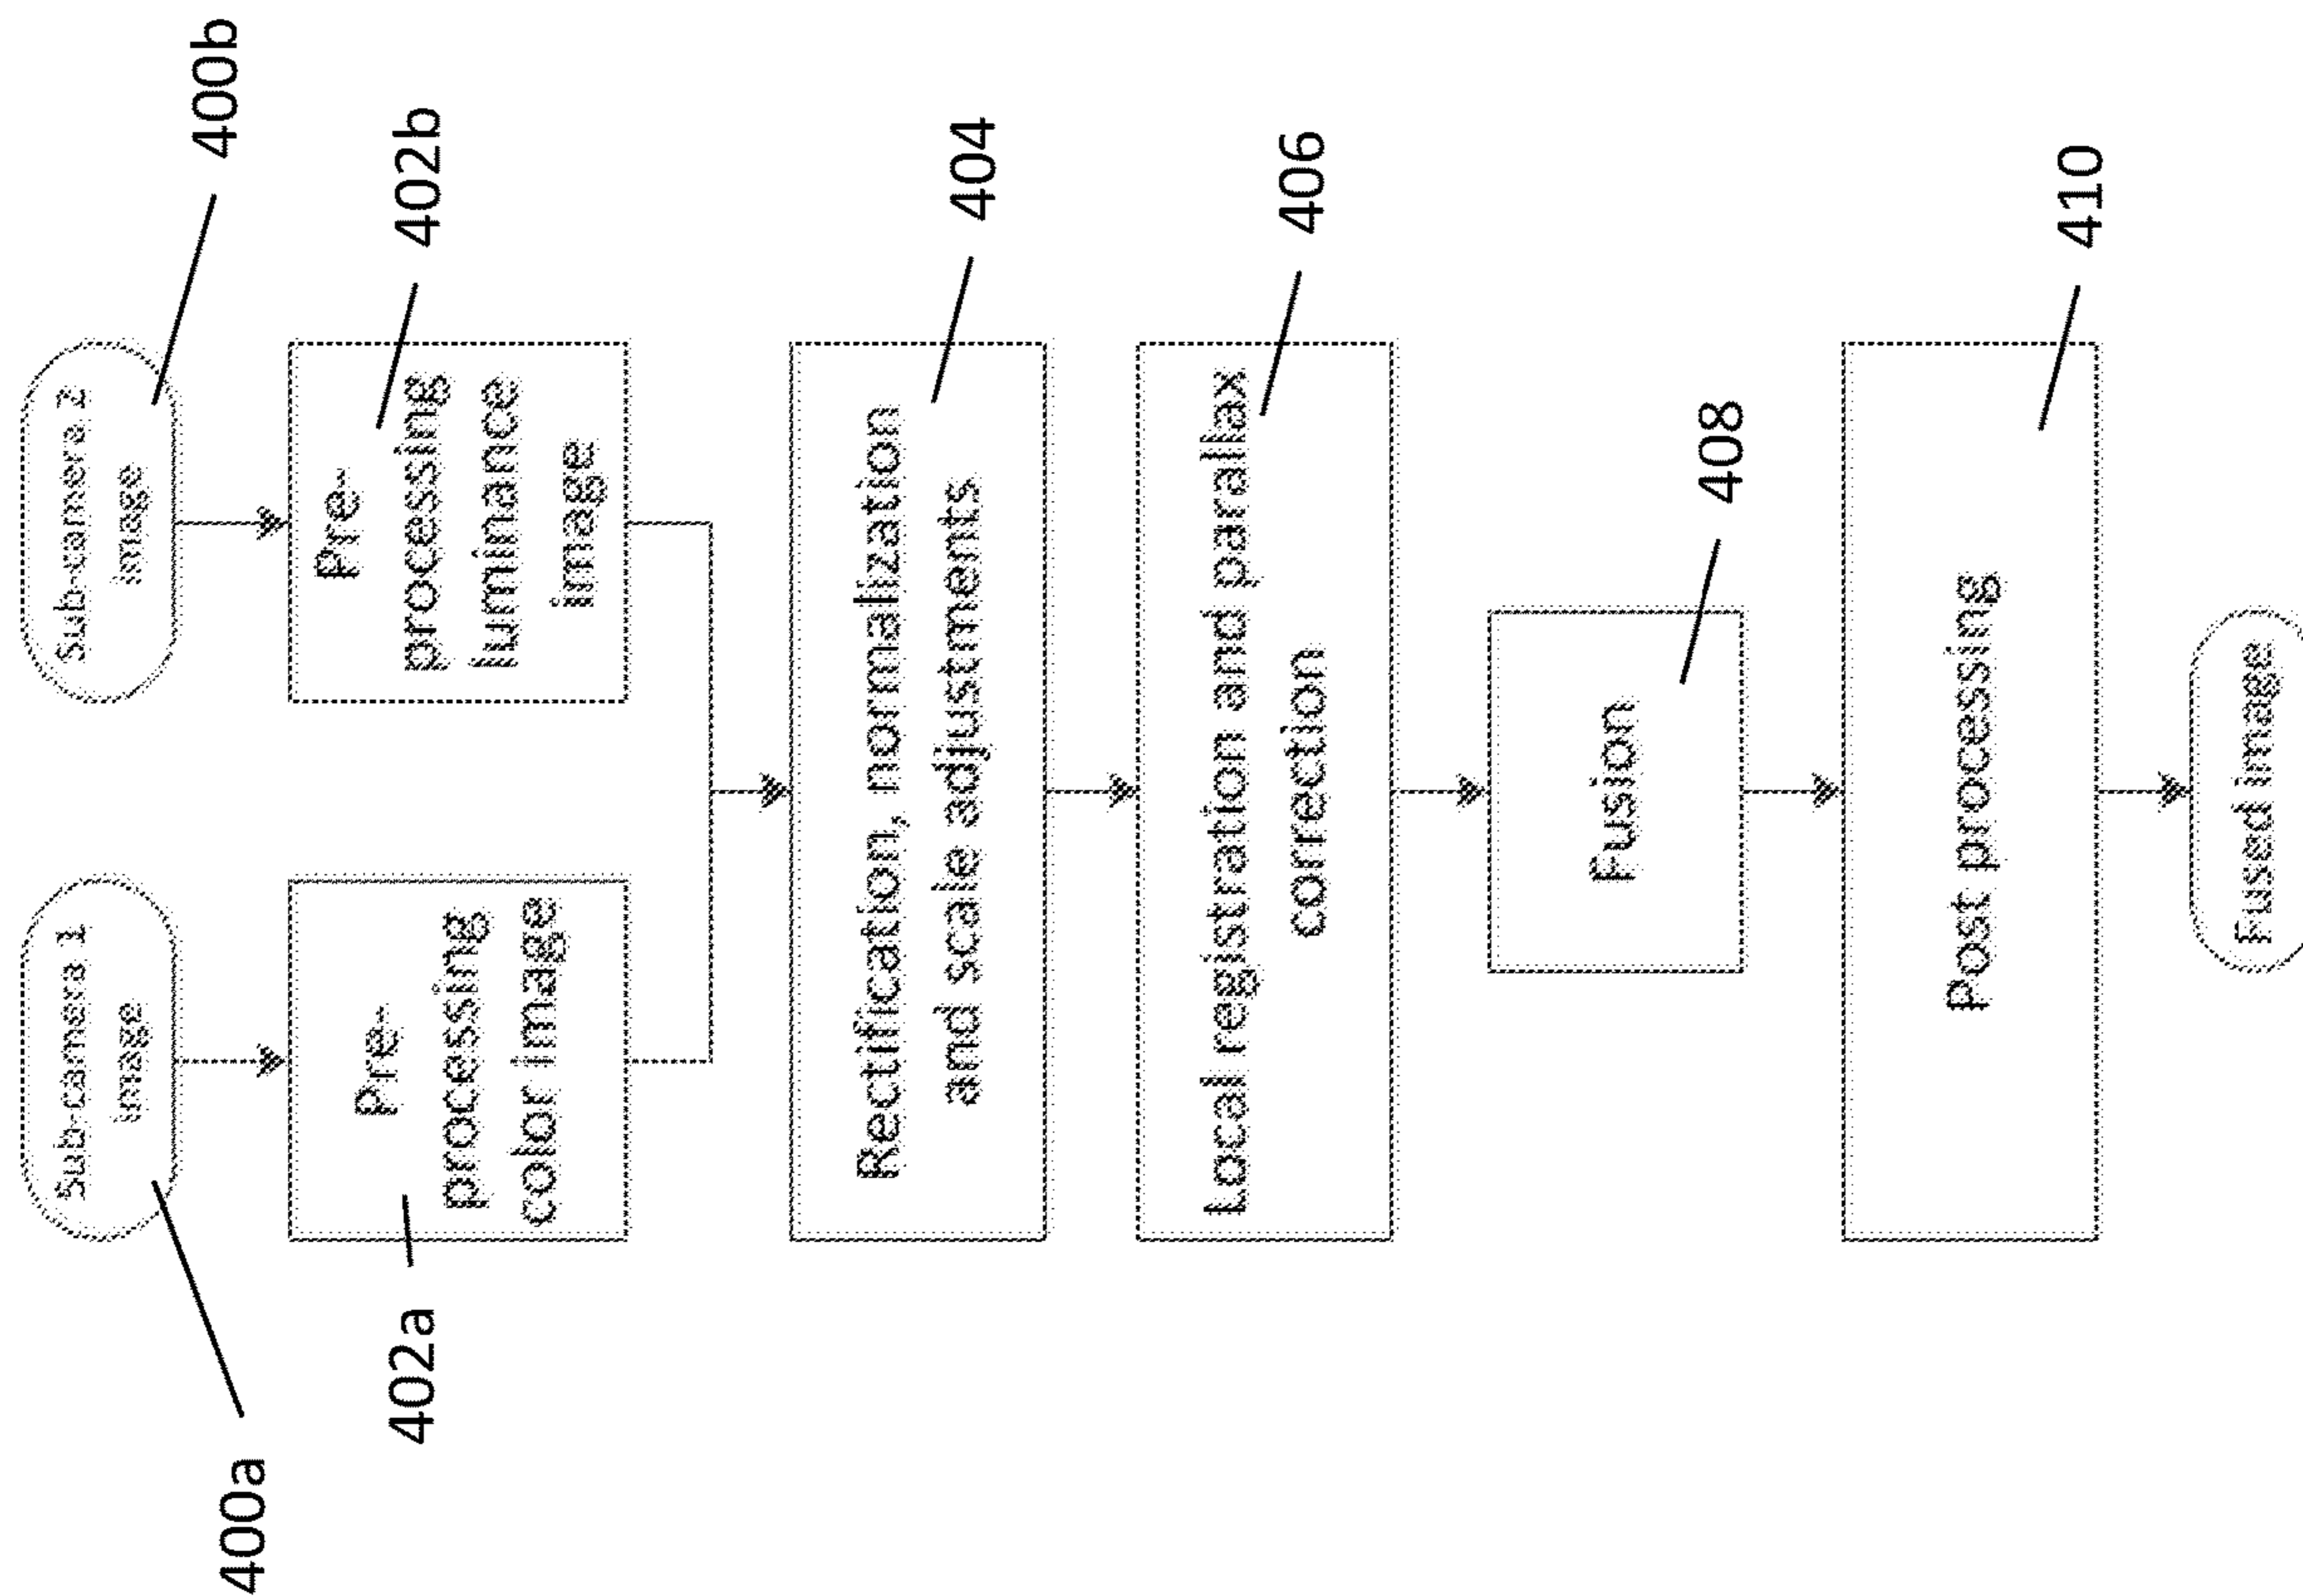 400a
Sub-camera 1
image
400b
Sub-camera 2
image
402a
Pre-
processing
color image
402b
Pre-
processing
luminance
image
Rectification, normalization
and scale adjustments
404
Local registration and parallax
correction
406
Fusion
408
Post processing
410
Fused image